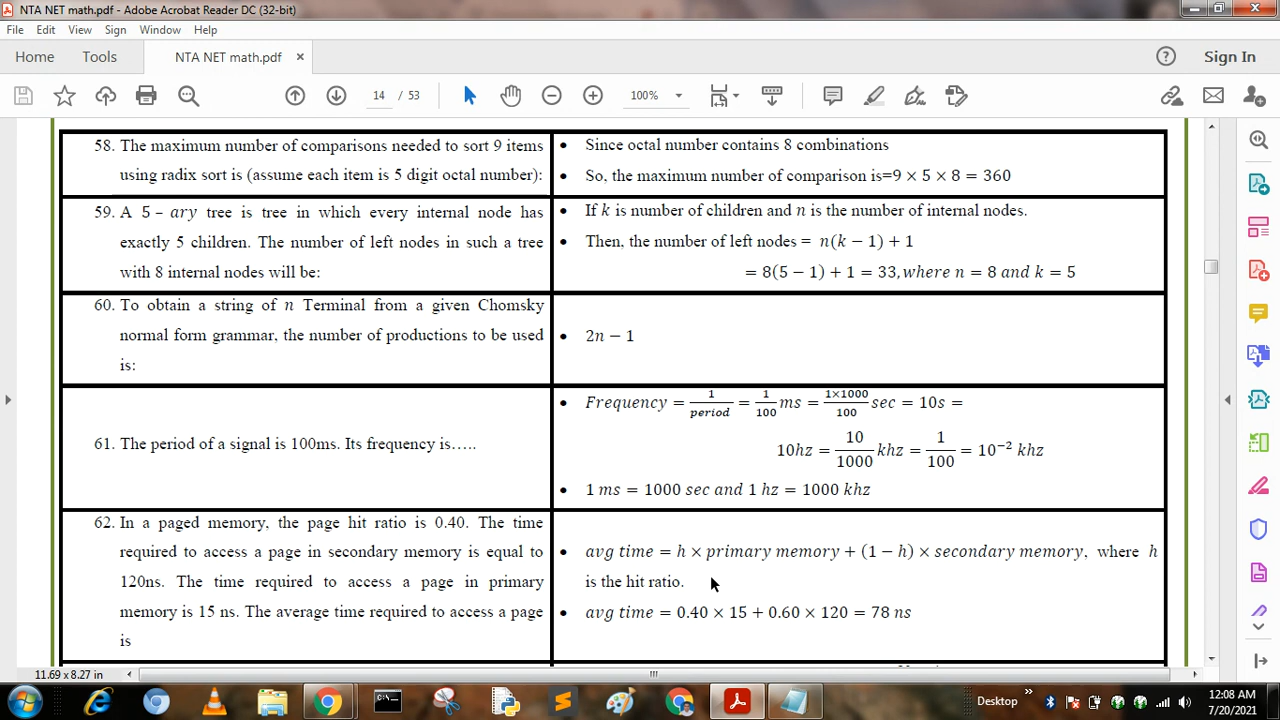 NTA NET math.pdf - Adobe Acrobat Reader DC (32-bit)
File Edit View Sign Window Help
Home Tools NTA NET math.pdf × Sign In
14 / 53 100%
58. The maximum number of comparisons needed to sort 9 items
using radix sort is (assume each item is 5 digit octal number):
• Since octal number contains 8 combinations
• So, the maximum number of comparison is=9 × 5 × 8 = 360
59. A 5 − ary tree is tree in which every internal node has
exactly 5 children. The number of left nodes in such a tree
with 8 internal nodes will be:
• If k is number of children and n is the number of internal nodes.
• Then, the number of left nodes = n(k − 1) + 1
= 8(5 − 1) + 1 = 33, where n = 8 and k = 5
60. To obtain a string of n Terminal from a given Chomsky
normal form grammar, the number of productions to be used
is:
• 2n − 1
61. The period of a signal is 100ms. Its frequency is…..
• Frequency = 1/period = 1/100 ms = 1×1000/100 sec = 10s =
10hz = 10/1000 khz = 1/100 = 10⁻² khz
• 1 ms = 1000 sec and 1 hz = 1000 khz
62. In a paged memory, the page hit ratio is 0.40. The time
required to access a page in secondary memory is equal to
120ns. The time required to access a page in primary
memory is 15 ns. The average time required to access a page
is
• avg time = h × primary memory + (1 − h) × secondary memory, where h
is the hit ratio.
• avg time = 0.40 × 15 + 0.60 × 120 = 78 ns
11.69 x 8.27 in
Desktop » 12:08 AM
7/20/2021